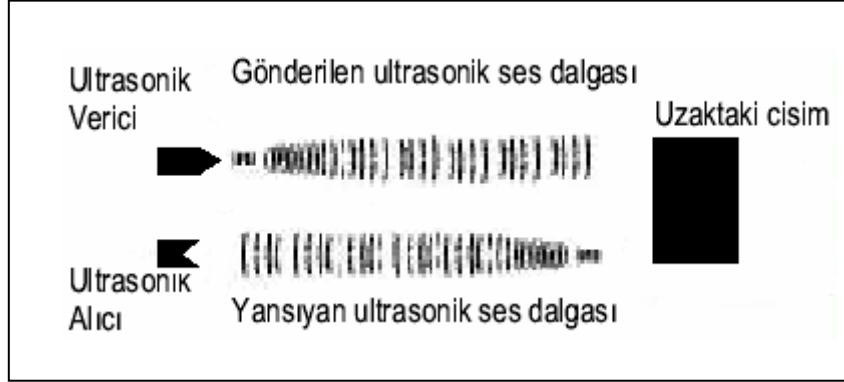 Ultrasonik
Verici
Gönderilen ultrasonik ses dalgası
Uzaktaki cisim
Ultrasonik
Alıcı
Yansıyan ultrasonik ses dalgası